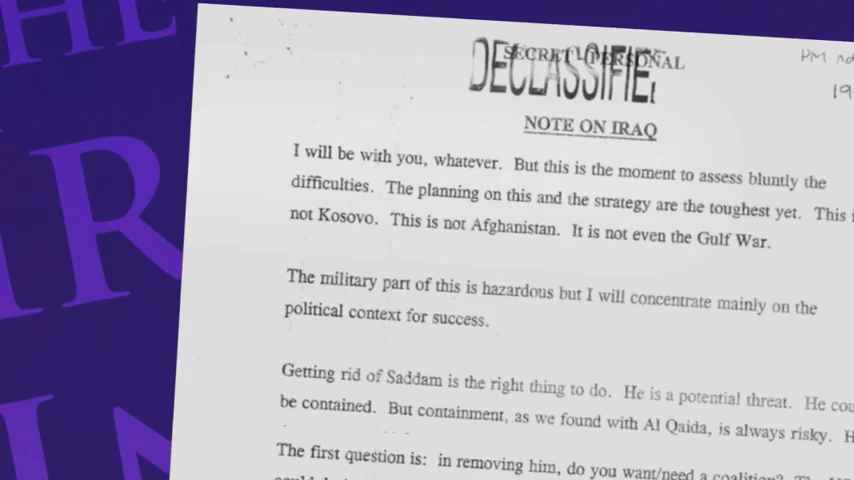 HE
IR
IN
DECLASSIFIED
SECRET / PERSONAL
PM
19
NOTE ON IRAQ
I will be with you, whatever. But this is the moment to assess bluntly the
difficulties. The planning on this and the strategy are the toughest yet. This
not Kosovo. This is not Afghanistan. It is not even the Gulf War.
The military part of this is hazardous but I will concentrate mainly on the
political context for success.
Getting rid of Saddam is the right thing to do. He is a potential threat. He
be contained. But containment, as we found with Al Qaida, is always risky.
The first question is: in removing him, do you want/need a coalition?